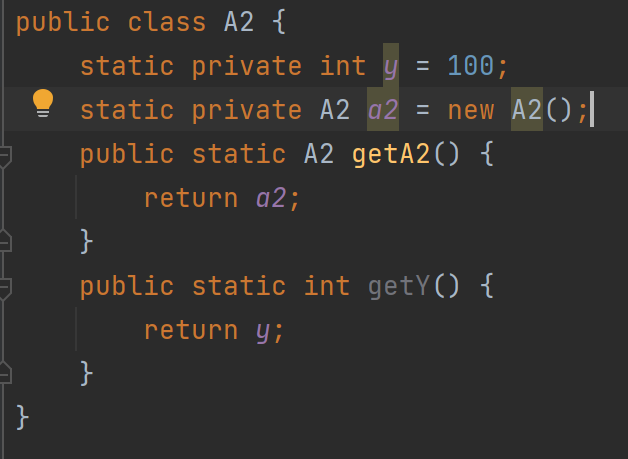 public class A2 {
static private int y = 100;
static private A2 a2 = new A2();
public static A2 getA2() {
return a2;
}
public static int getY() {
return y;
}
}